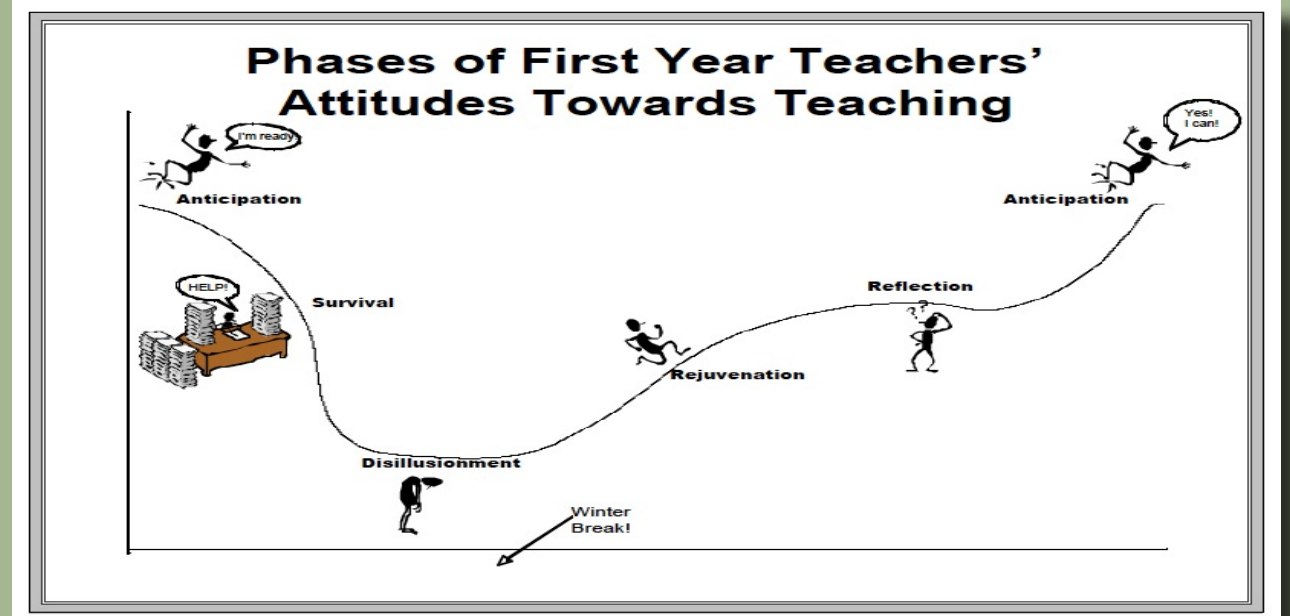 Phases of First Year Teachers’
Attitudes Towards Teaching
I'm ready!
Yes!
I can!
Anticipation
Anticipation
HELP!
Survival
Reflection
? ?
Rejuvenation
Disillusionment
Winter
Break!